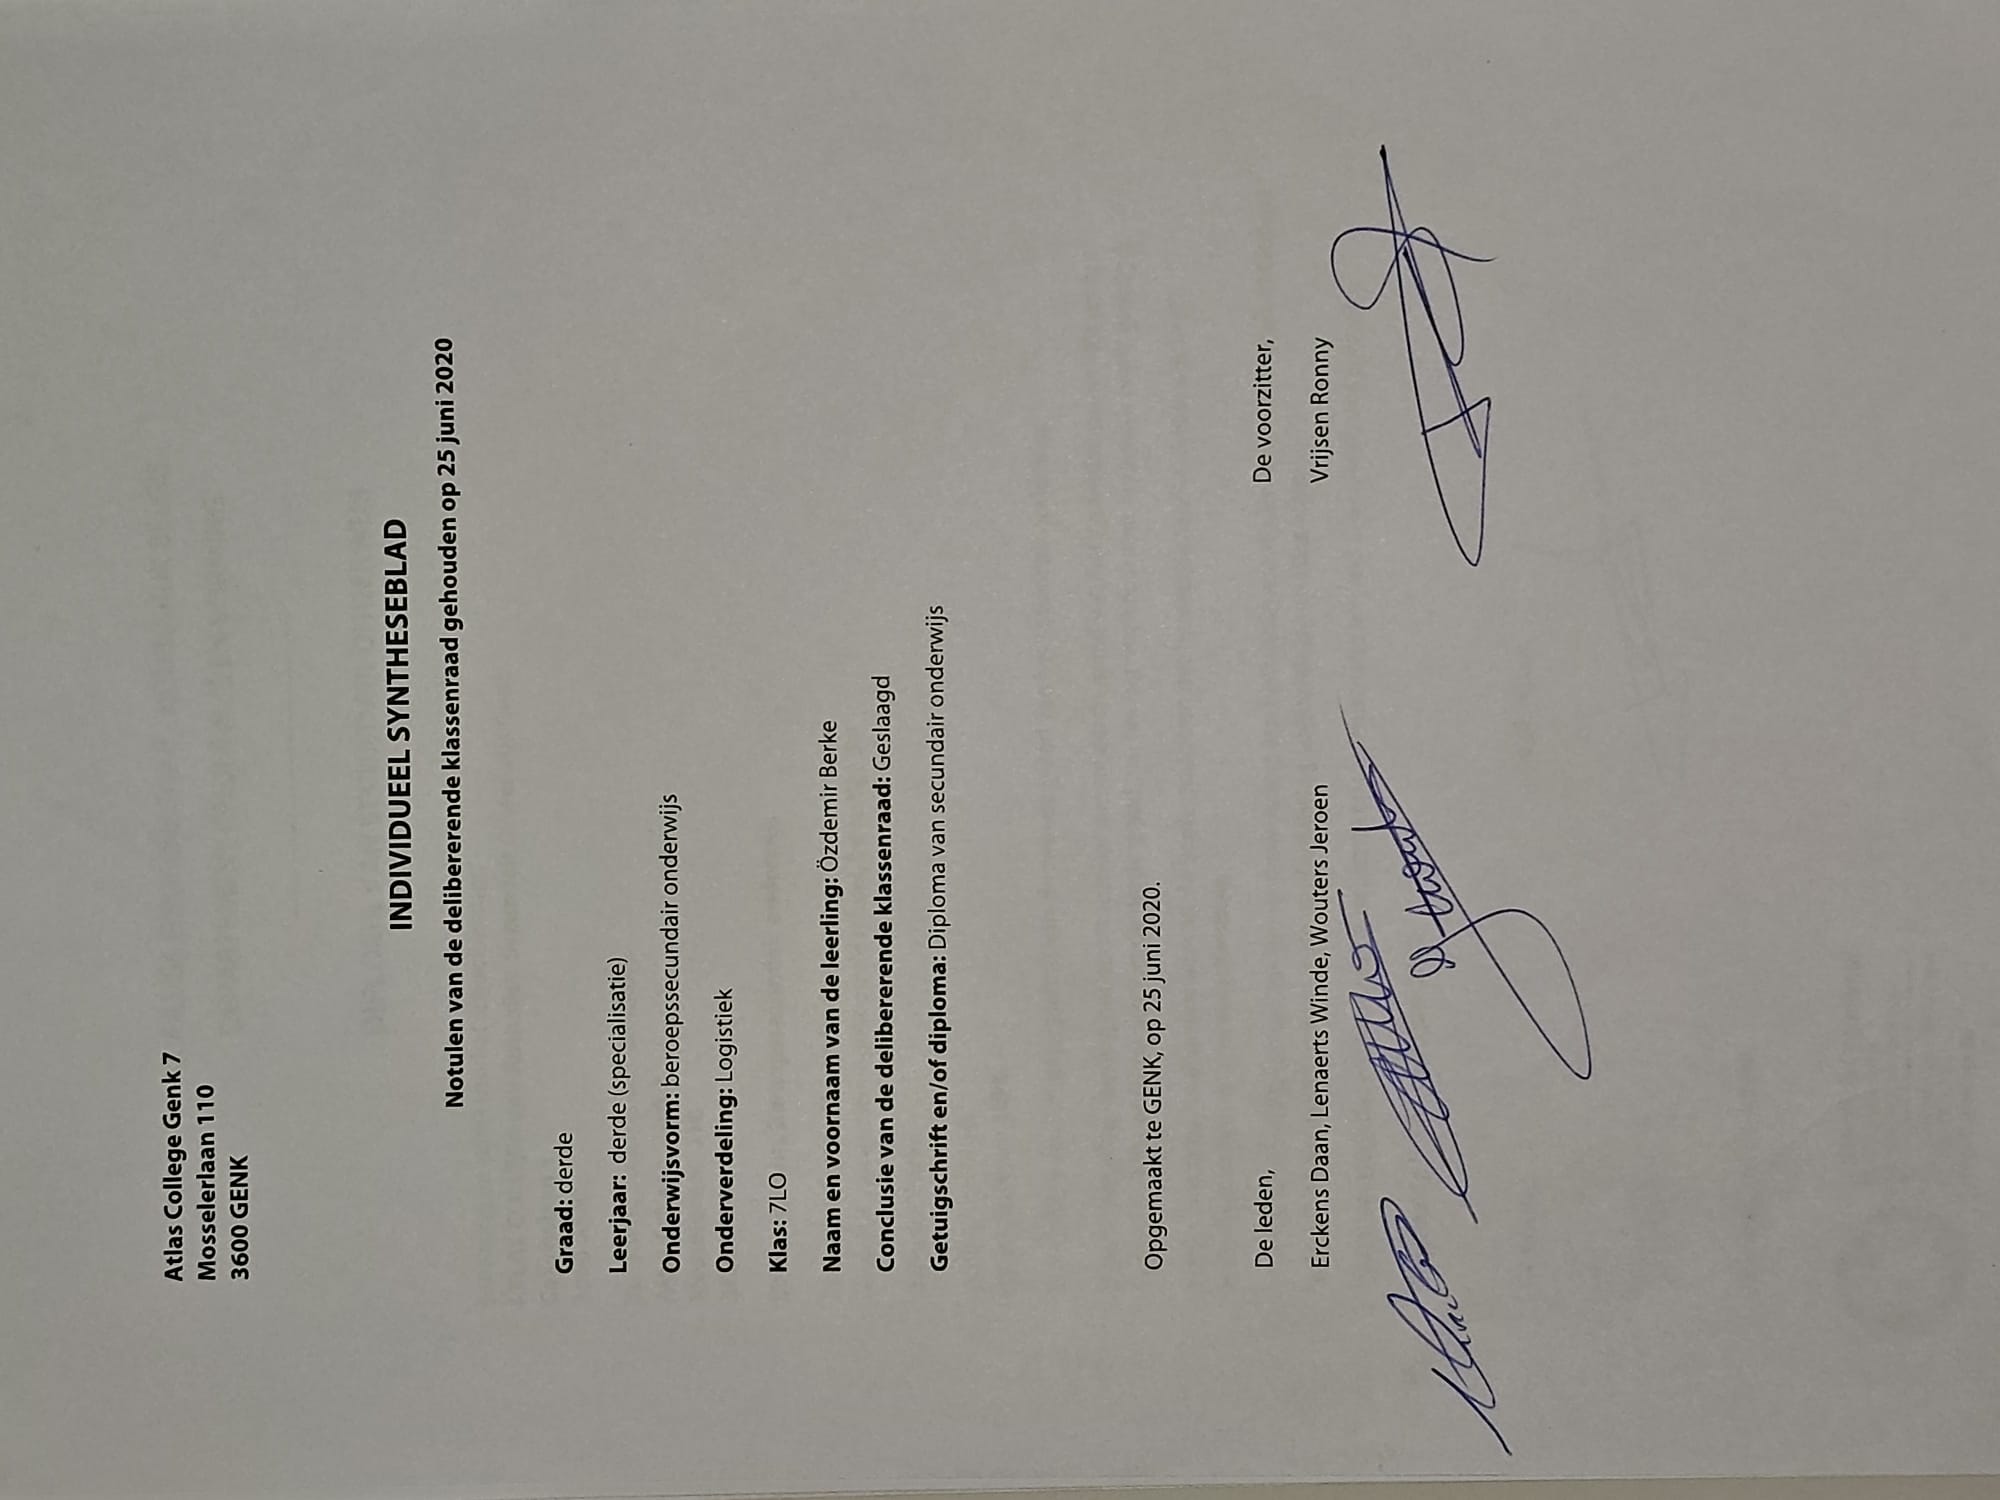 Atlas College Genk 7
Mosselerlaan 110
3600 GENK
INDIVIDUEEL SYNTHESEBLAD
Notulen van de delibererende klassenraad gehouden op 25 juni 2020
Graad: derde
Leerjaar: derde (specialisatie)
Onderwijsvorm: beroepssecundair onderwijs
Onderverdeling: Logistiek
Klas: 7LO
Naam en voornaam van de leerling: Özdemir Berke
Conclusie van de delibererende klassenraad: Geslaagd
Getuigschrift en/of diploma: Diploma van secundair onderwijs
Opgemaakt te GENK, op 25 juni 2020.
De leden, De voorzitter,
Erckens Daan, Lenaerts Winde, Wouters Jeroen Vrijsen Ronny